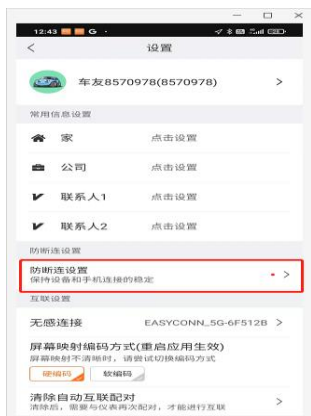 12:43 G ·
设置
车友8570978(8570978)
常用信息设置
家 点击设置
公司 点击设置
联系人1 点击设置
联系人2 点击设置
防断连设置
防断连设置
保持设备和手机连接的稳定
互联设置
无感连接 EASYCONN_5G-6F512B
屏幕映射编码方式(重启应用生效)
屏幕映射不清晰时，请尝试切换编码方式
硬编码 软编码
清除自动互联配对
清除后，需要与仪表再次配对，才能进行互联